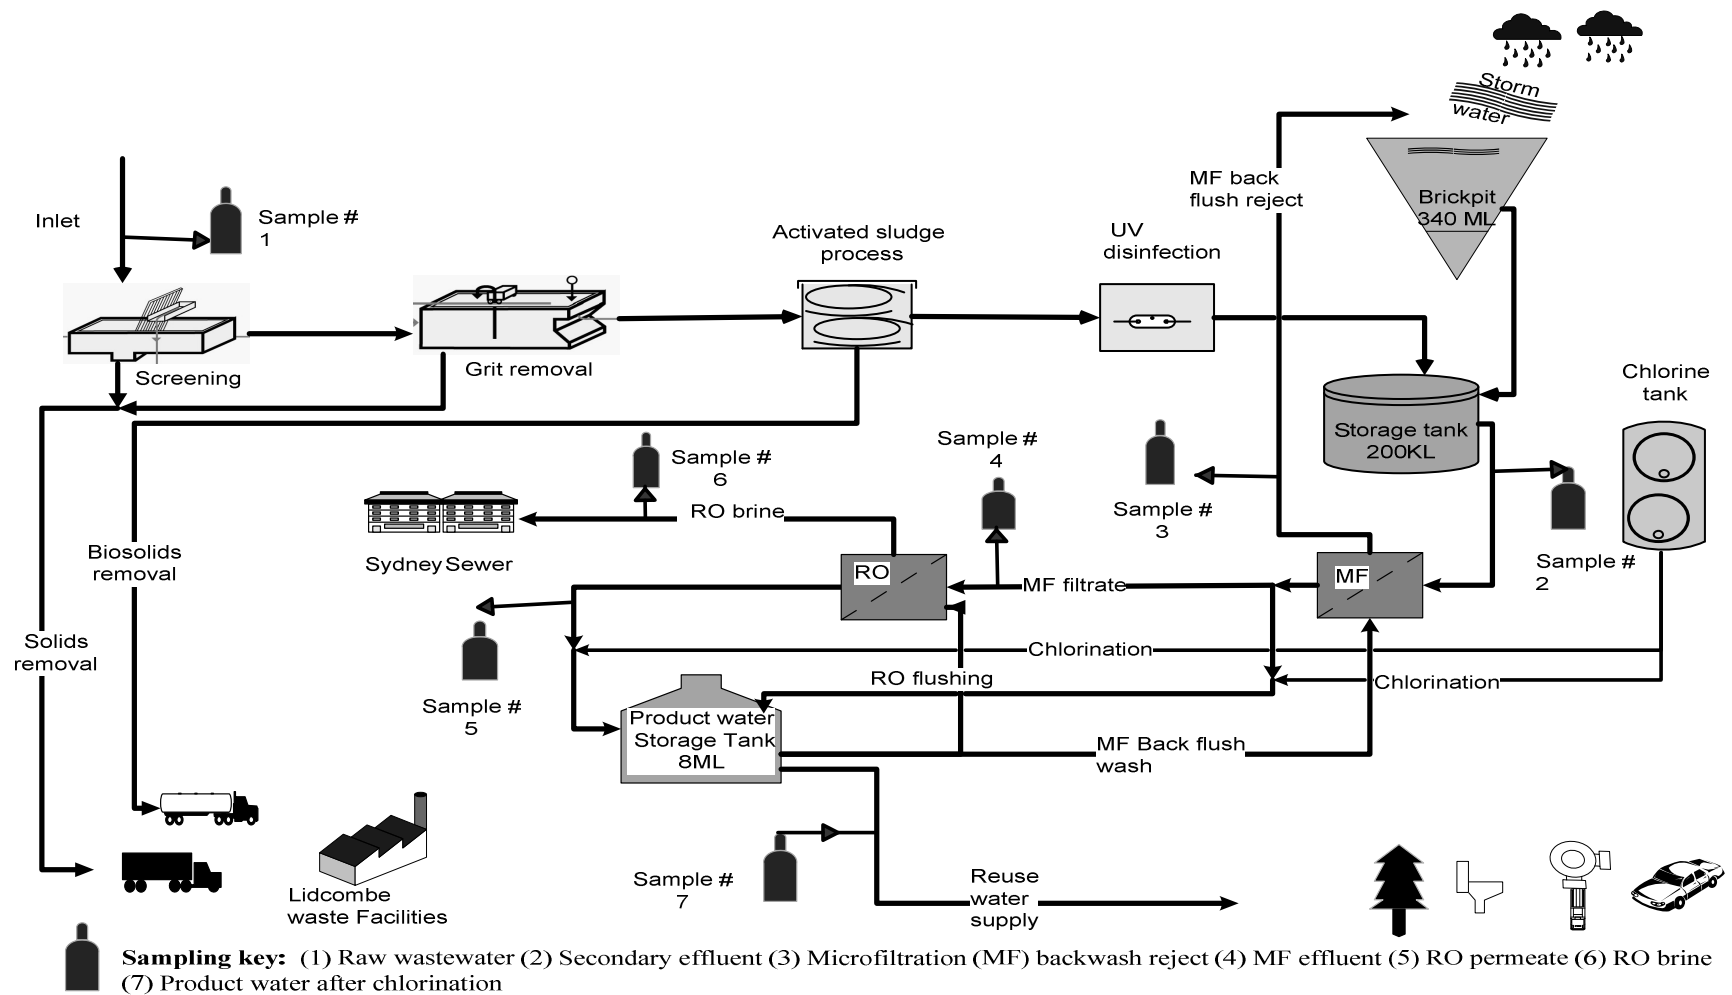 Storm
water
MF back
flush reject
Brickpit
340 ML
Inlet
Sample #
1
Activated sludge
process
UV
disinfection
Screening
Grit removal
Chlorine
tank
Storage tank
200KL
Sample #
4
Sample #
6
Sample #
3
RO brine
Sydney Sewer
Biosolids
removal
RO
MF filtrate
MF
Sample #
2
Solids
removal
Chlorination
RO flushing
Chlorination
Sample #
5
Product water
Storage Tank
8ML
MF Back flush
wash
Sample #
7
Reuse
water
supply
Lidcombe
waste Facilities
Sampling key: (1) Raw wastewater (2) Secondary effluent (3) Microfiltration (MF) backwash reject (4) MF effluent (5) RO permeate (6) RO brine
(7) Product water after chlorination